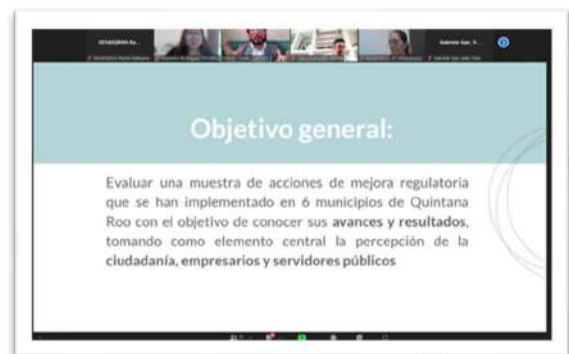 Objetivo general:
Evaluar una muestra de acciones de mejora regulatoria
que se han implementado en 6 municipios de Quintana
Roo con el objetivo de conocer sus avances y resultados,
tomando como elemento central la percepción de la
ciudadanía, empresarios y servidores públicos